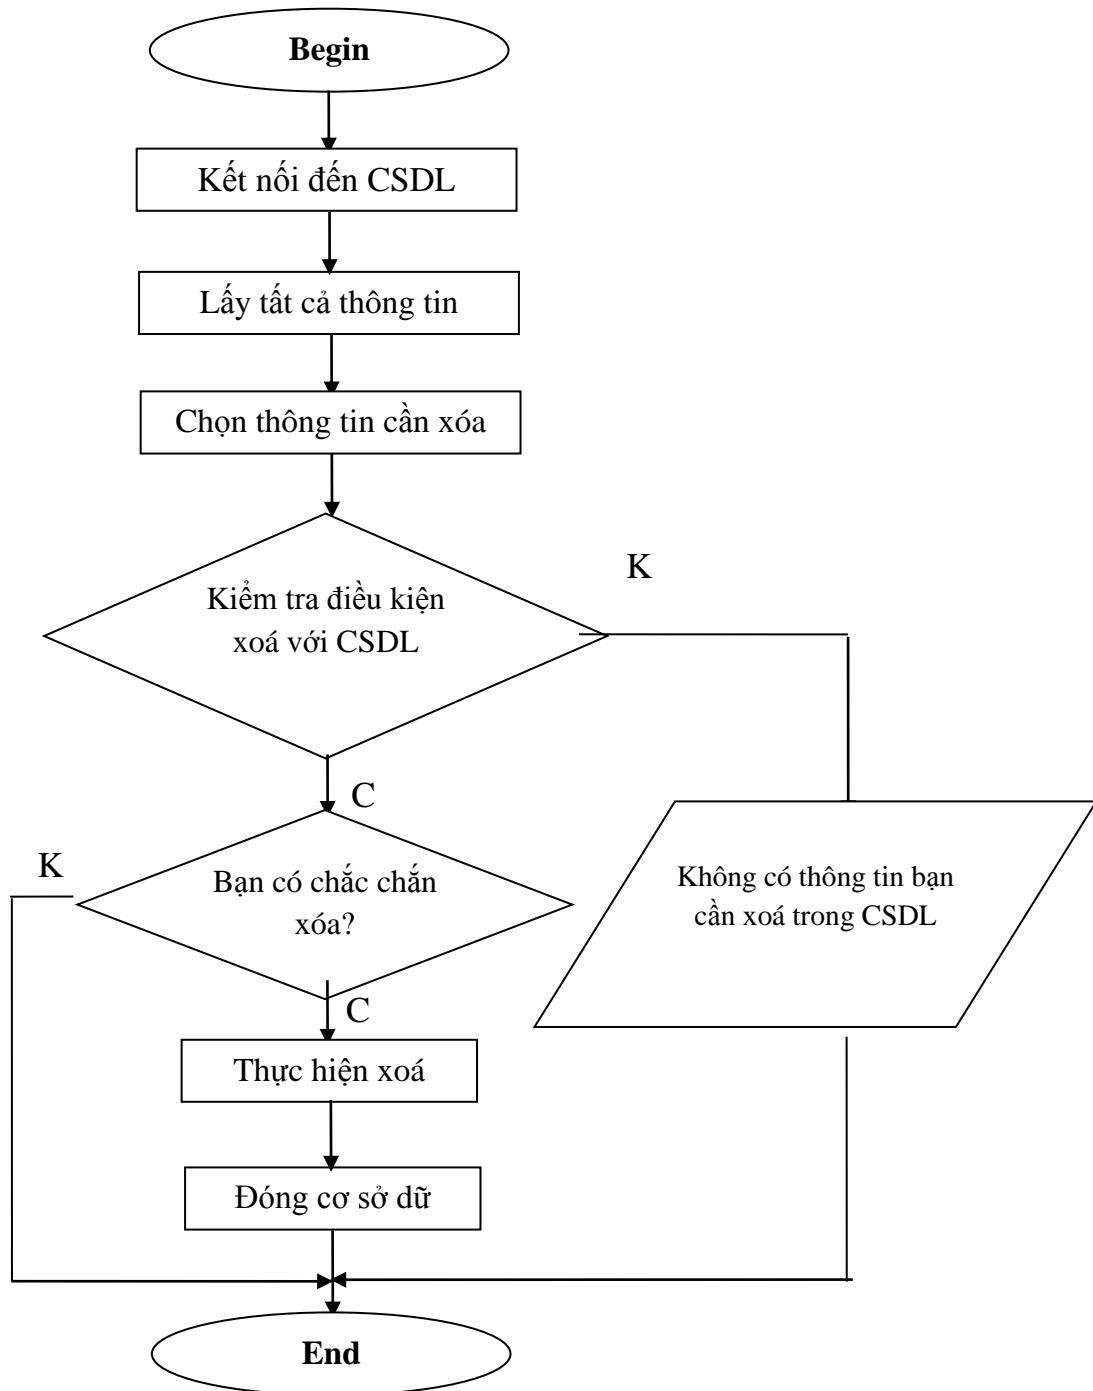 Begin
Kết nối đến CSDL
Lấy tất cả thông tin
Chọn thông tin cần xóa
K
Kiểm tra điều kiện
xoá với CSDL
C
K
Bạn có chắc chắn
xóa?
Không có thông tin bạn
cần xoá trong CSDL
C
Thực hiện xoá
Đóng cơ sở dữ
End